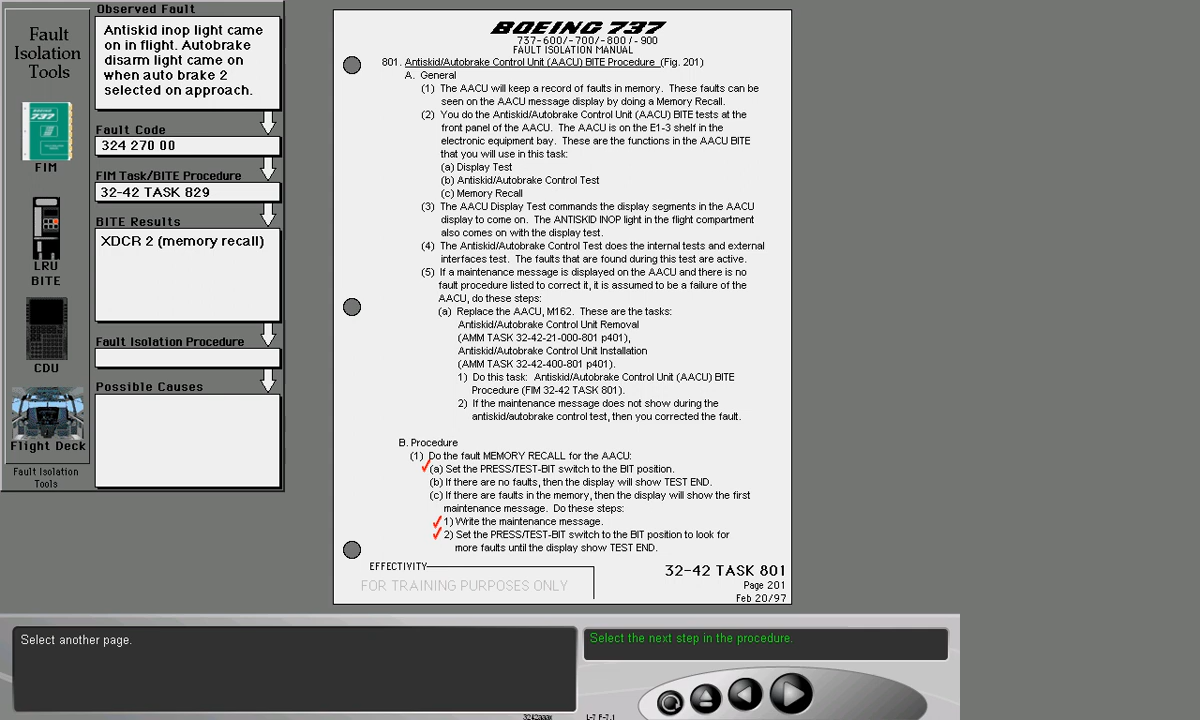 Fault
Isolation
Tools
737
FIM
LRU
BITE
CDU
Flight Deck
Fault Isolation
Tools
Observed Fault
Antiskid inop light came
on in flight. Autobrake
disarm light came on
when auto brake 2
selected on approach.
Fault Code
324 270 00
FIM Task/BITE Procedure
32-42 TASK 829
BITE Results
XDCR 2 (memory recall)
Fault Isolation Procedure
Possible Causes
BOEING 737
737-600/-700/-800/-900
FAULT ISOLATION MANUAL
801. Antiskid/Autobrake Control Unit (AACU) BITE Procedure (Fig. 201)
A. General
(1) The AACU will keep a record of faults in memory. These faults can be
seen on the AACU message display by doing a Memory Recall.
(2) You do the Antiskid/Autobrake Control Unit (AACU) BITE tests at the
front panel of the AACU. The AACU is on the E1-3 shelf in the
electronic equipment bay. These are the functions in the AACU BITE
that you will use in this task:
(a) Display Test
(b) Antiskid/Autobrake Control Test
(c) Memory Recall
(3) The AACU Display Test commands the display segments in the AACU
display to come on. The ANTISKID INOP light in the flight compartment
also comes on with the display test.
(4) The Antiskid/Autobrake Control Test does the internal tests and external
interfaces test. The faults that are found during this test are active.
(5) If a maintenance message is displayed on the AACU and there is no
fault procedure listed to correct it, it is assumed to be a failure of the
AACU, do these steps:
(a) Replace the AACU, M162. These are the tasks:
Antiskid/Autobrake Control Unit Removal
(AMM TASK 32-42-21-000-801 p401),
Antiskid/Autobrake Control Unit Installation
(AMM TASK 32-42-400-801 p401).
1) Do this task: Antiskid/Autobrake Control Unit (AACU) BITE
Procedure (FIM 32-42 TASK 801).
2) If the maintenance message does not show during the
antiskid/autobrake control test, then you corrected the fault.
B. Procedure
(1) Do the fault MEMORY RECALL for the AACU:
(a) Set the PRESS/TEST-BIT switch to the BIT position.
(b) If there are no faults, then the display will show TEST END.
(c) If there are faults in the memory, then the display will show the first
maintenance message. Do these steps:
1) Write the maintenance message.
2) Set the PRESS/TEST-BIT switch to the BIT position to look for
more faults until the display show TEST END.
EFFECTIVITY
FOR TRAINING PURPOSES ONLY
32-42 TASK 801
Page 201
Feb 20/97
Select another page.
Select the next step in the procedure.
3242aaax
L-7 F-7.1